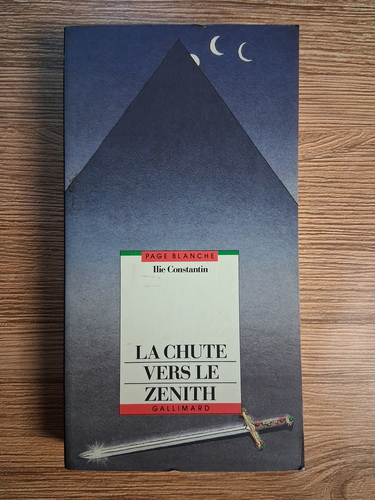 PAGE BLANCHE
Ilie Constantin
LA CHUTE
VERS LE
ZENITH
GALLIMARD